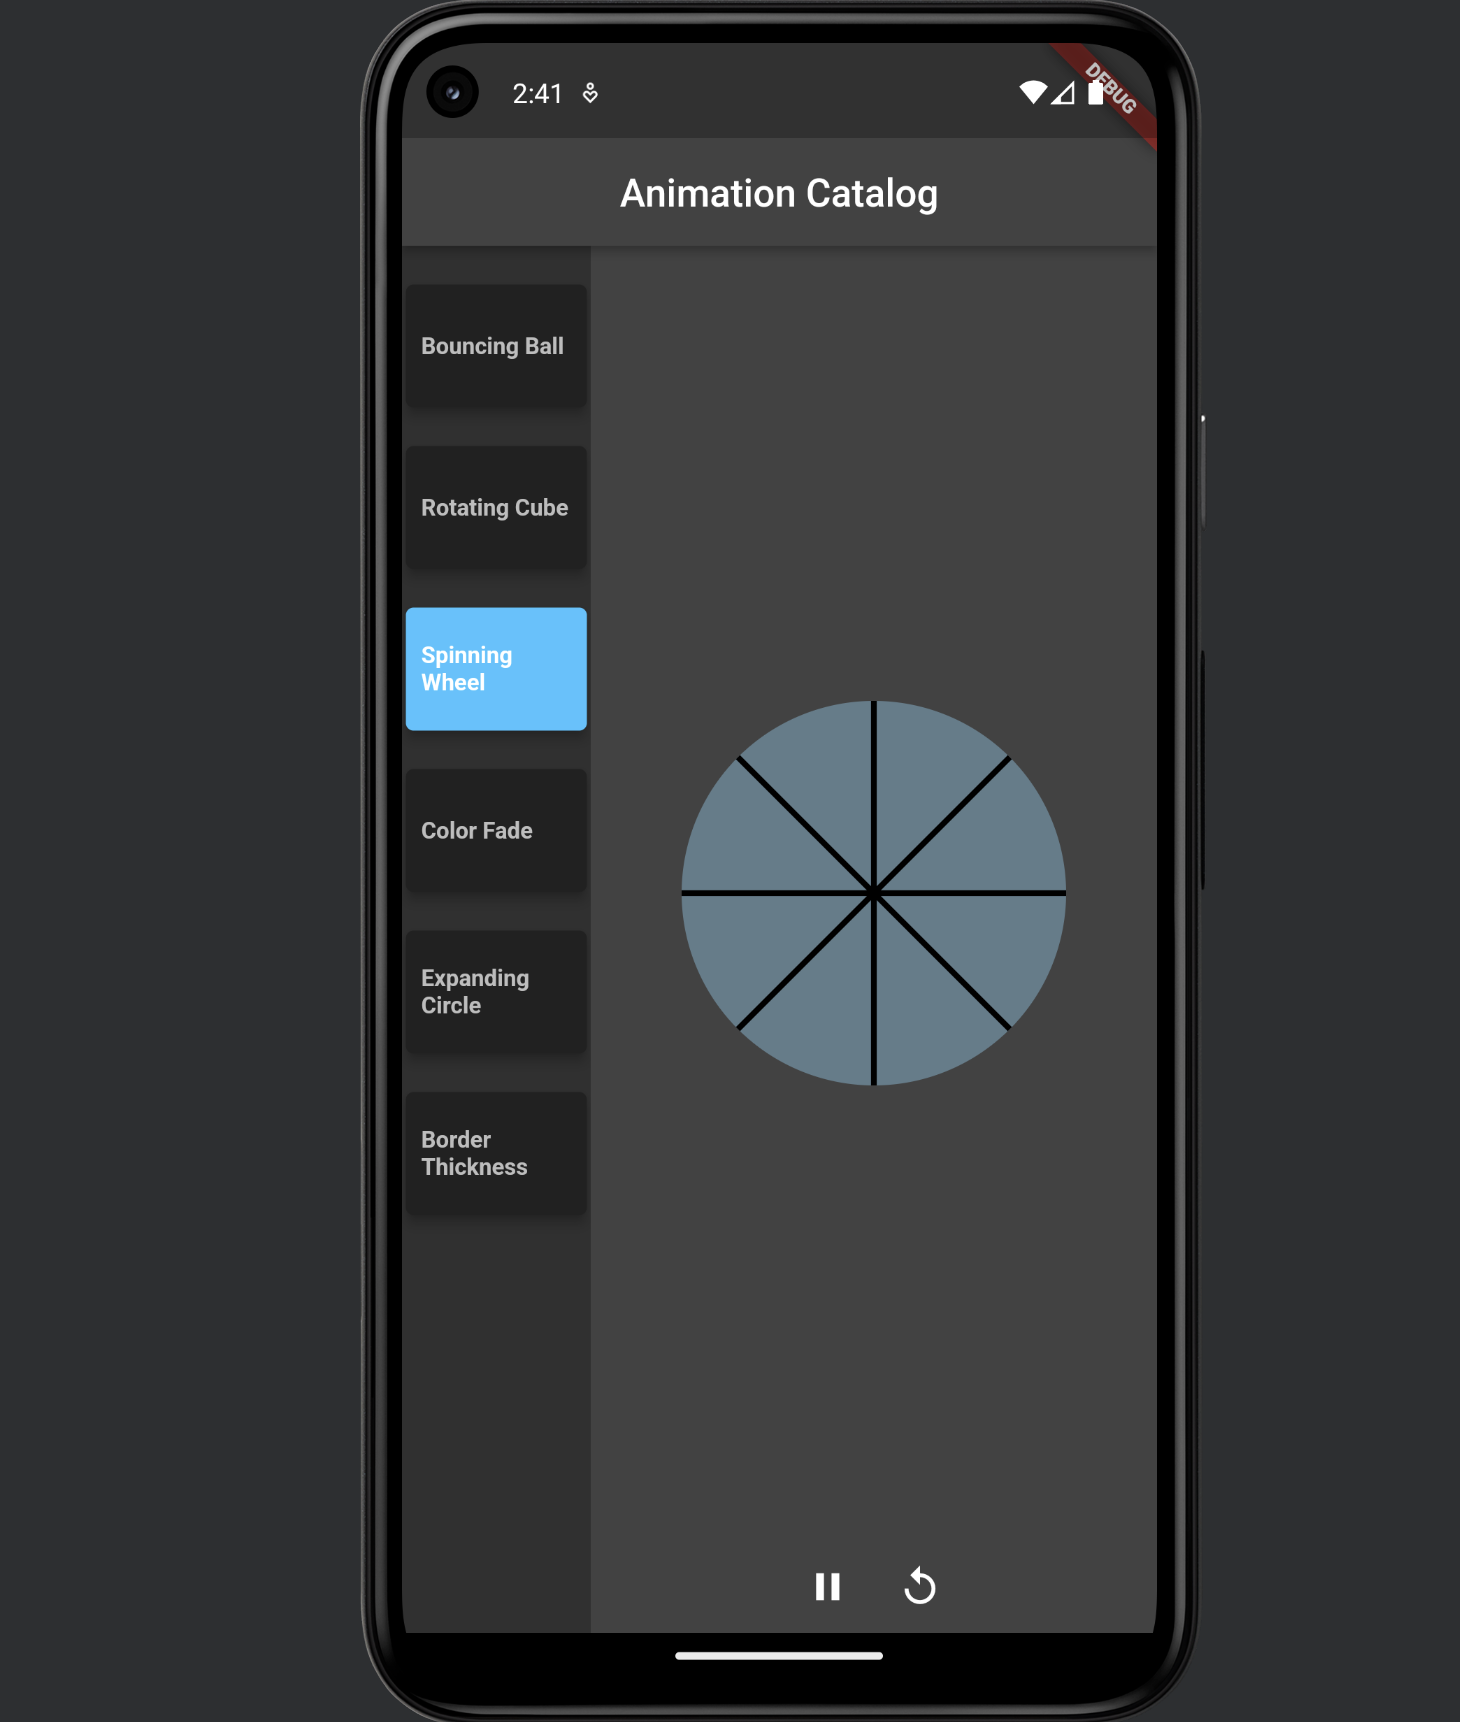 2:41
DEBUG
Animation Catalog
Bouncing Ball
Rotating Cube
Spinning
Wheel
Color Fade
Expanding
Circle
Border
Thickness